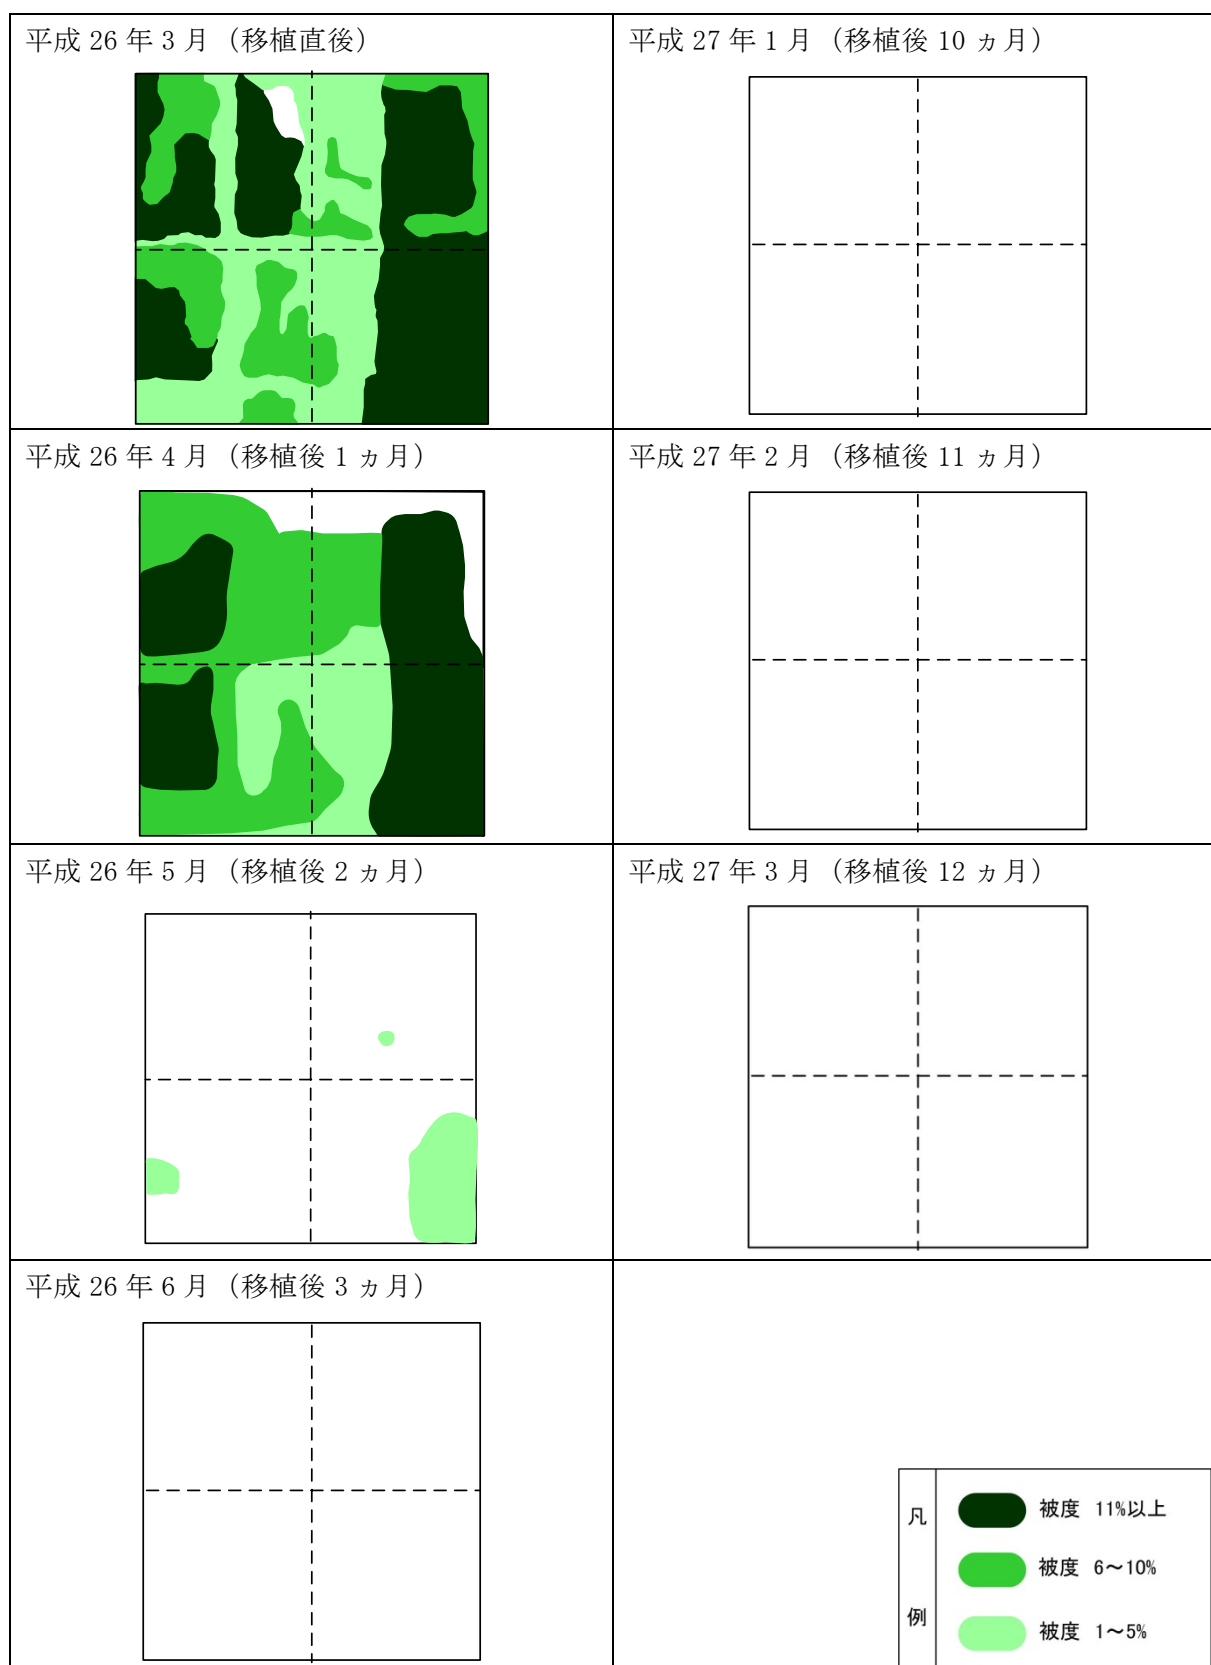 平成 26 年 3 月（移植直後）
平成 27 年 1 月（移植後 10 ヵ月）
平成 26 年 4 月（移植後 1 ヵ月）
平成 27 年 2 月（移植後 11 ヵ月）
平成 26 年 5 月（移植後 2 ヵ月）
平成 27 年 3 月（移植後 12 ヵ月）
平成 26 年 6 月（移植後 3 ヵ月）
凡例
被度 11%以上
被度 6～10%
被度 1～5%